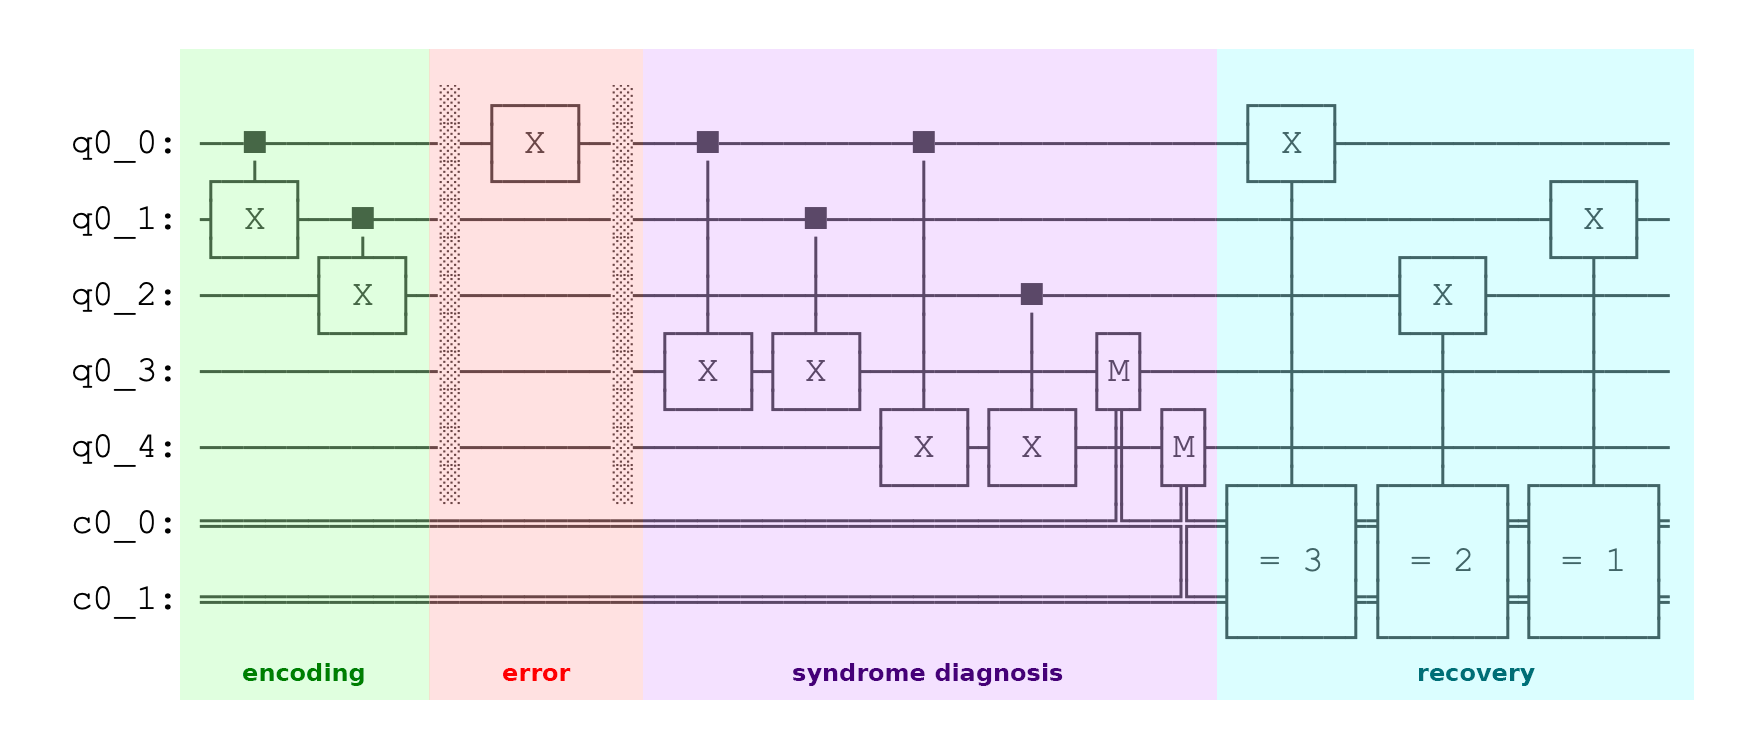 q0_0: X X
q0_1: X X
q0_2: X X
q0_3: X X M
q0_4: X X M
c0_0:
= 3 = 2 = 1
c0_1:
encoding error syndrome diagnosis recovery